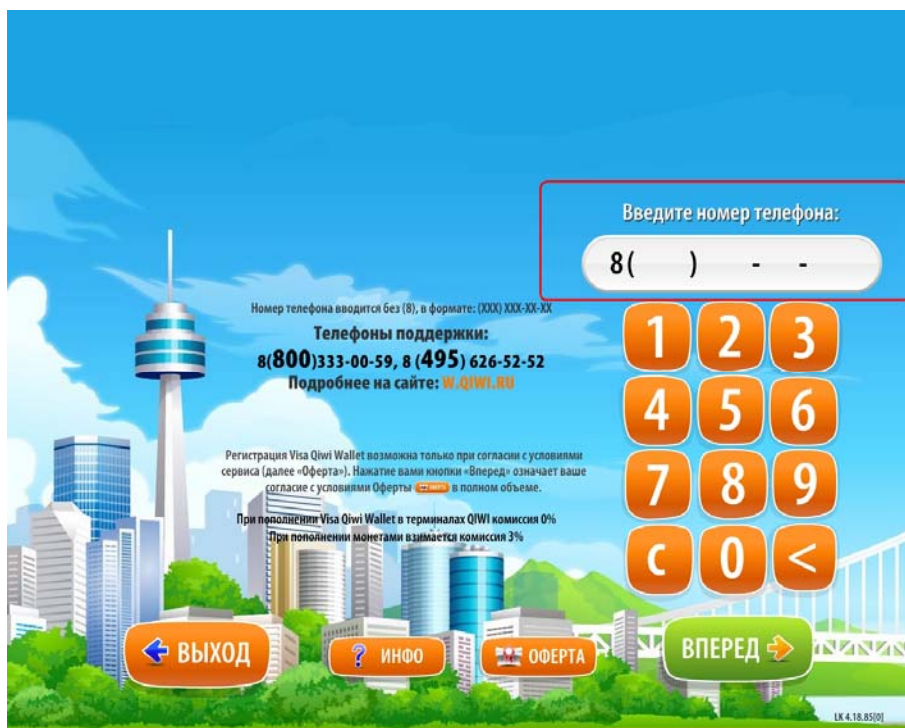 Введите номер телефона:
8( ) - -
Номер телефона вводится без (8), в формате: (XXX) XXX-XX-XX
Телефоны поддержки:
8(800)333-00-59, 8 (495) 626-52-52
Подробнее на сайте: W.QIWI.RU
1 2 3
4 5 6
7 8 9
C 0 <
Регистрация Visa Qiwi Wallet возможна только при согласии с условиями
сервиса (далее «Оферта»). Нажатие вами кнопки «Вперед» означает ваше
согласие с условиями Оферты в полном объеме.
При пополнении Visa Qiwi Wallet в терминалах QIWI комиссия 0%
При пополнении монетами взимается комиссия 3%
ВЫХОД
? ИНФО
ОФЕРТА
ВПЕРЕД
LK 4.18.85[0]